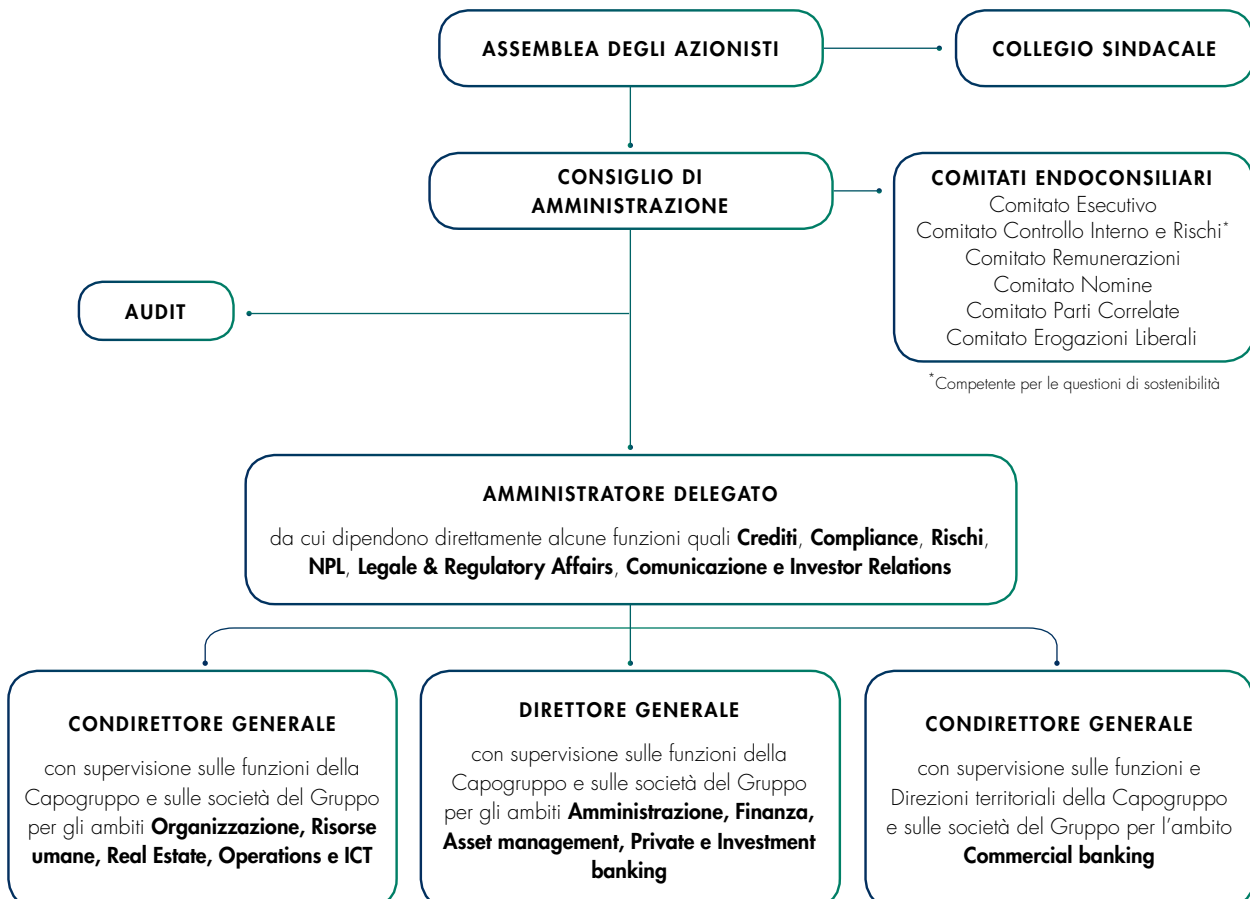 ASSEMBLEA DEGLI AZIONISTI
COLLEGIO SINDACALE
CONSIGLIO DI
AMMINISTRAZIONE
COMITATI ENDOCONSILIARI
Comitato Esecutivo
Comitato Controllo Interno e Rischi*
Comitato Remunerazioni
Comitato Nomine
Comitato Parti Correlate
Comitato Erogazioni Liberali
*Competente per le questioni di sostenibilità
AUDIT
AMMINISTRATORE DELEGATO
da cui dipendono direttamente alcune funzioni quali Crediti, Compliance, Rischi,
NPL, Legale & Regulatory Affairs, Comunicazione e Investor Relations
CONDIRETTORE GENERALE
con supervisione sulle funzioni della
Capogruppo e sulle società del Gruppo
per gli ambiti Organizzazione, Risorse
umane, Real Estate, Operations e ICT
DIRETTORE GENERALE
con supervisione sulle funzioni della
Capogruppo e sulle società del Gruppo
per gli ambiti Amministrazione, Finanza,
Asset management, Private e Investment
banking
CONDIRETTORE GENERALE
con supervisione sulle funzioni e
Direzioni territoriali della Capogruppo
e sulle società del Gruppo per l'ambito
Commercial banking